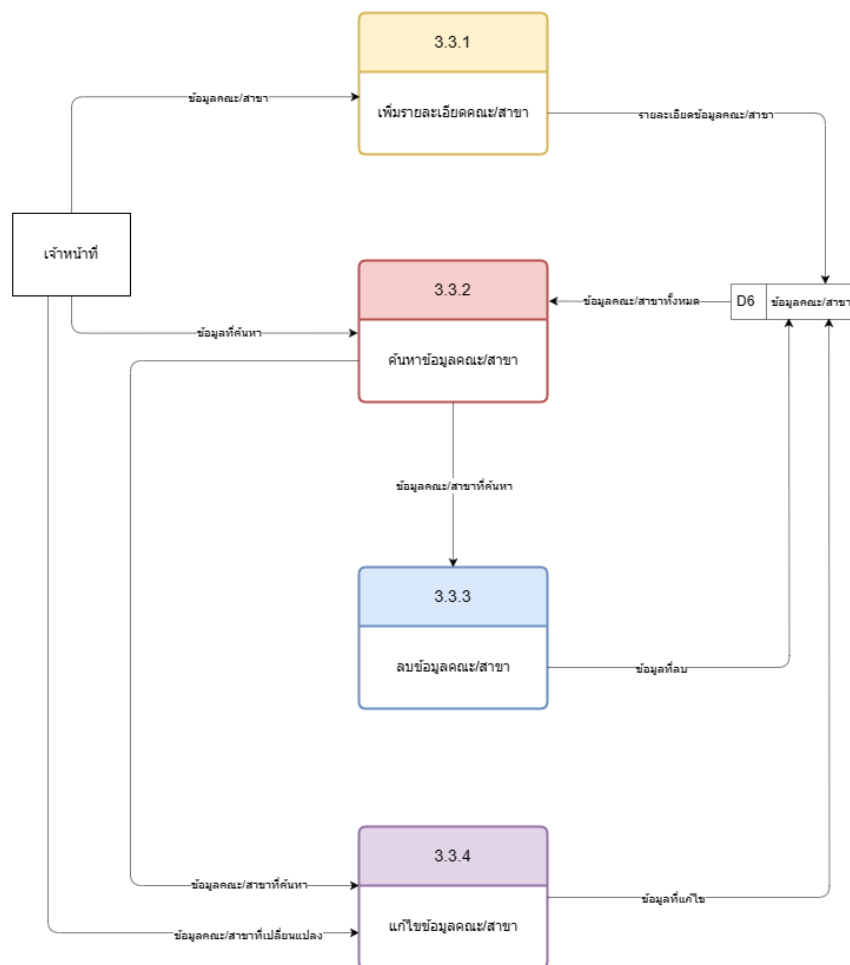 3.3.1
ข้อมูลคณะ/สาขา
เพิ่มรายละเอียดคณะ/สาขา
รายละเอียดข้อมูลคณะ/สาขา
เจ้าหน้าที่
3.3.2
ข้อมูลคณะ/สาขาทั้งหมด
D6
ข้อมูลคณะ/สาขา
ข้อมูลที่ค้นหา
ค้นหาข้อมูลคณะ/สาขา
ข้อมูลคณะ/สาขาที่ค้นหา
3.3.3
ลบข้อมูลคณะ/สาขา
ข้อมูลที่ลบ
3.3.4
ข้อมูลคณะ/สาขาที่ค้นหา
ข้อมูลที่แก้ไข
แก้ไขข้อมูลคณะ/สาขา
ข้อมูลคณะ/สาขาที่เปลี่ยนแปลง